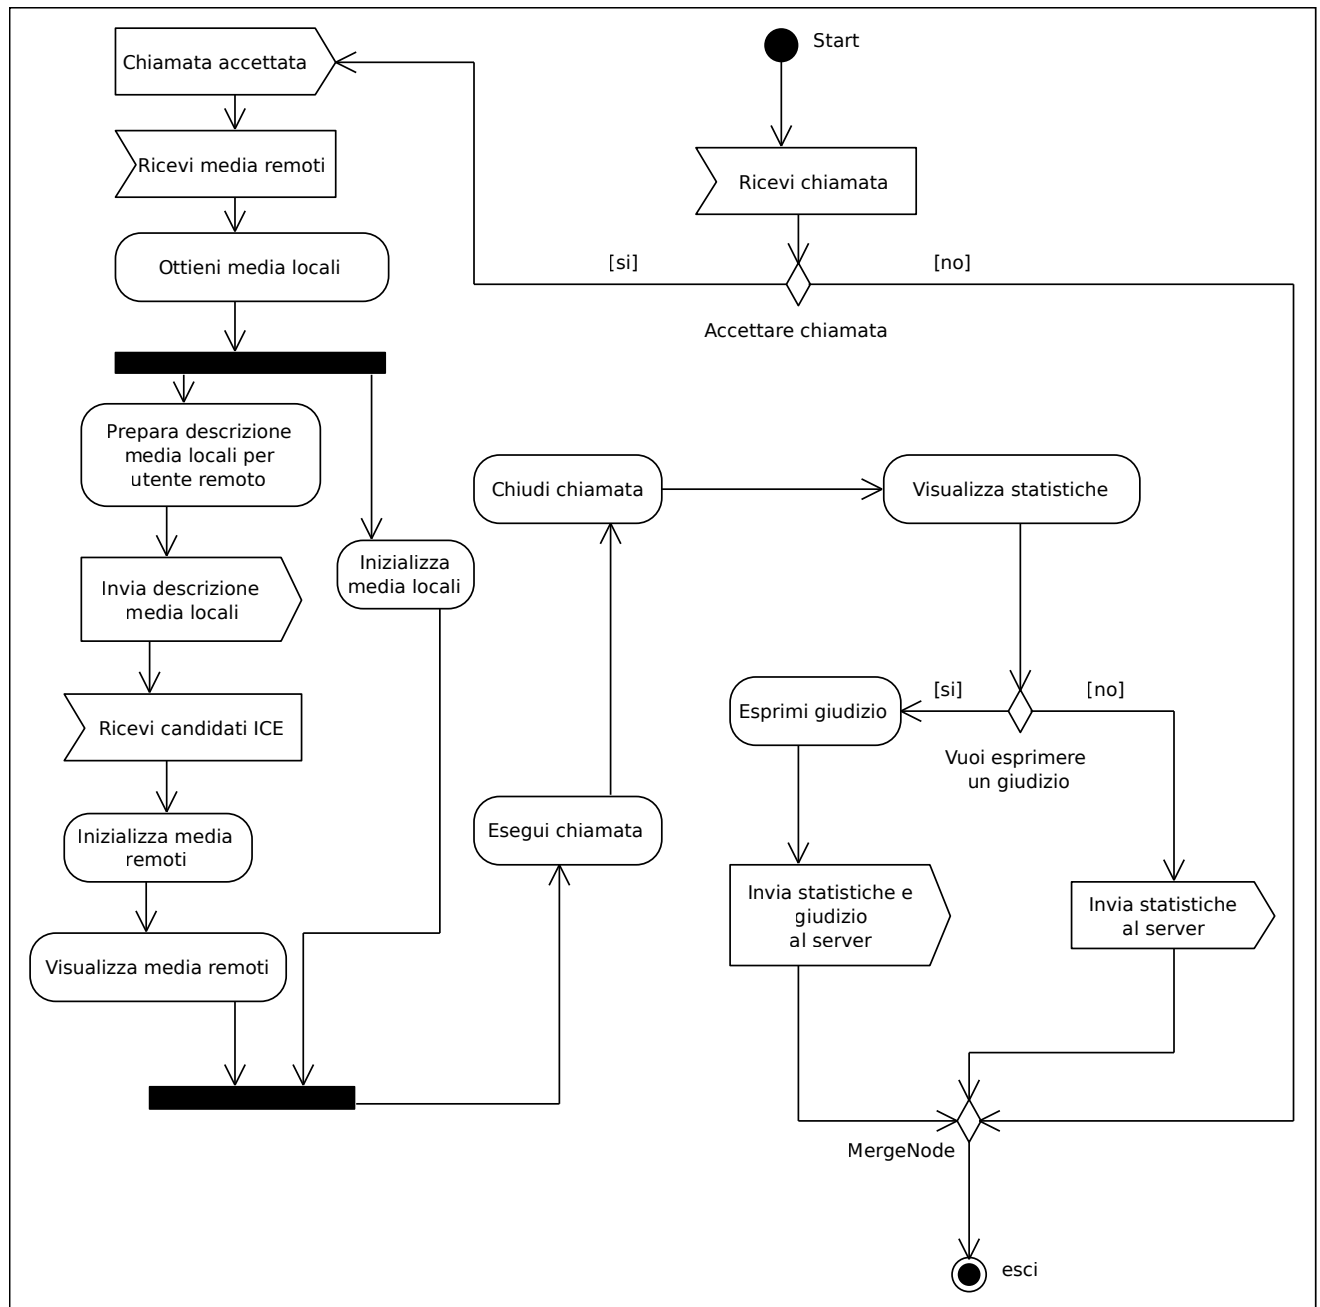 Start
Chiamata accettata
Ricevi media remoti
Ricevi chiamata
Ottieni media locali
[si]
[no]
Accettare chiamata
Prepara descrizione
media locali per
utente remoto
Chiudi chiamata
Visualizza statistiche
Inizializza
media locali
Invia descrizione
media locali
Ricevi candidati ICE
[si]
[no]
Esprimi giudizio
Vuoi esprimere
un giudizio
Inizializza media
remoti
Esegui chiamata
Invia statistiche e
giudizio
al server
Invia statistiche
al server
Visualizza media remoti
MergeNode
esci